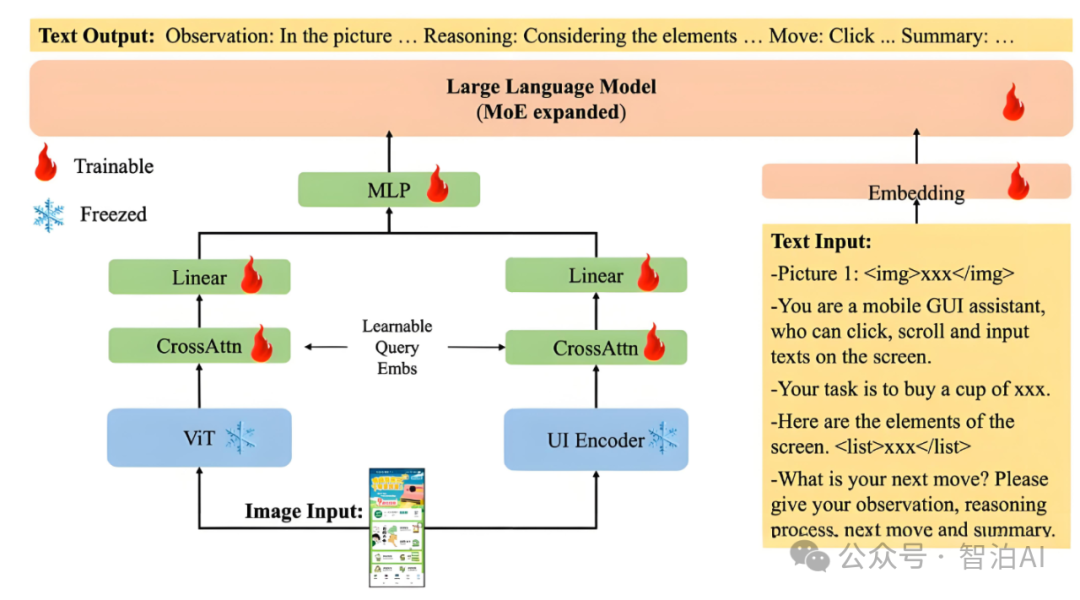 Text Output: Observation: In the picture … Reasoning: Considering the elements … Move: Click ... Summary: …
Large Language Model
(MoE expanded)
Trainable
Freezed
MLP
Embedding
Linear
Linear
CrossAttn
Learnable
Query
Embs
CrossAttn
ViT
UI Encoder
Image Input:
Text Input:
-Picture 1: <img>xxx</img>
-You are a mobile GUI assistant,
who can click, scroll and input
texts on the screen.
-Your task is to buy a cup of xxx.
-Here are the elements of the
screen. <list>xxx</list>
-What is your next move? Please
give your observation, reasoning
process, next move and summary.
公众号 · 智泊AI